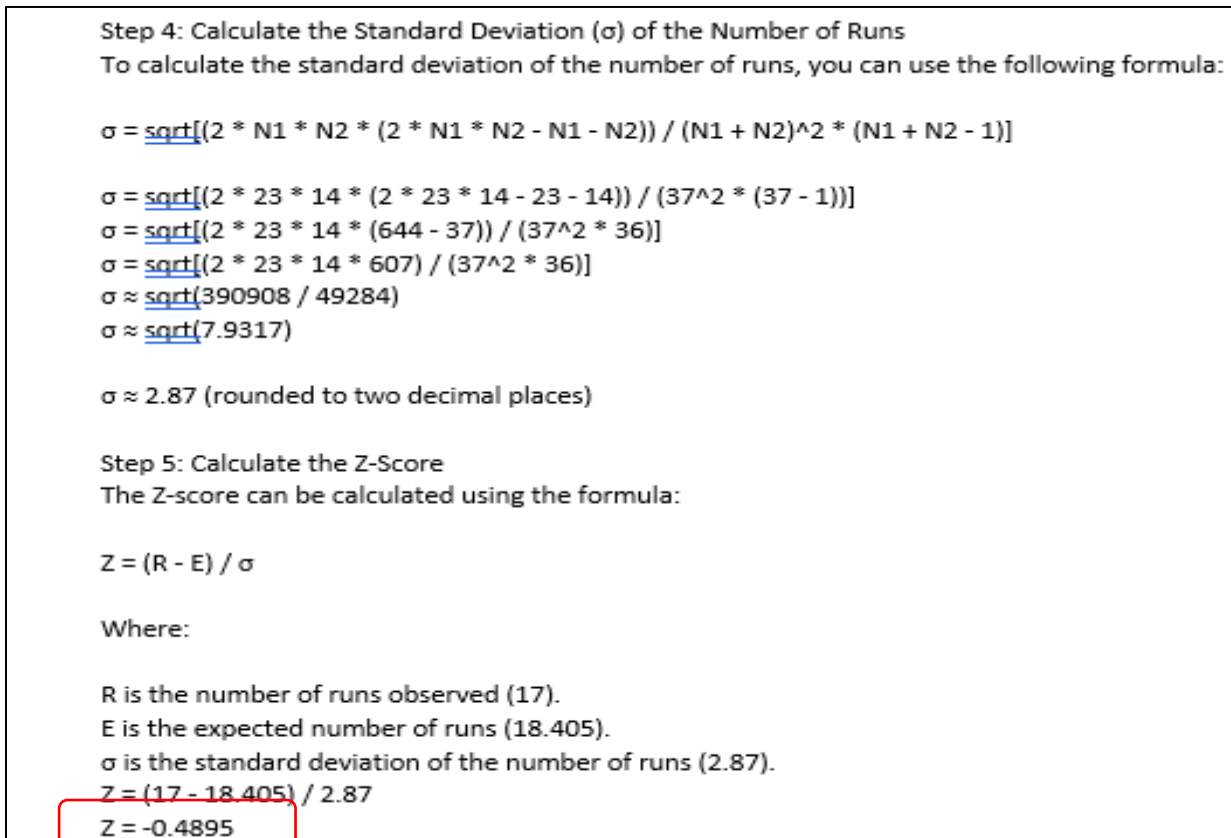 Step 4: Calculate the Standard Deviation (σ) of the Number of Runs
To calculate the standard deviation of the number of runs, you can use the following formula:
σ = sqrt[(2 * N1 * N2 * (2 * N1 * N2 - N1 - N2)) / (N1 + N2)^2 * (N1 + N2 - 1)]
σ = sqrt[(2 * 23 * 14 * (2 * 23 * 14 - 23 - 14)) / (37^2 * (37 - 1))]
σ = sqrt[(2 * 23 * 14 * (644 - 37)) / (37^2 * 36)]
σ = sqrt[(2 * 23 * 14 * 607) / (37^2 * 36)]
σ ≈ sqrt(390908 / 49284)
σ ≈ sqrt(7.9317)
σ ≈ 2.87 (rounded to two decimal places)
Step 5: Calculate the Z-Score
The Z-score can be calculated using the formula:
Z = (R - E) / σ
Where:
R is the number of runs observed (17).
E is the expected number of runs (18.405).
σ is the standard deviation of the number of runs (2.87).
Z = (17 - 18.405) / 2.87
Z = -0.4895